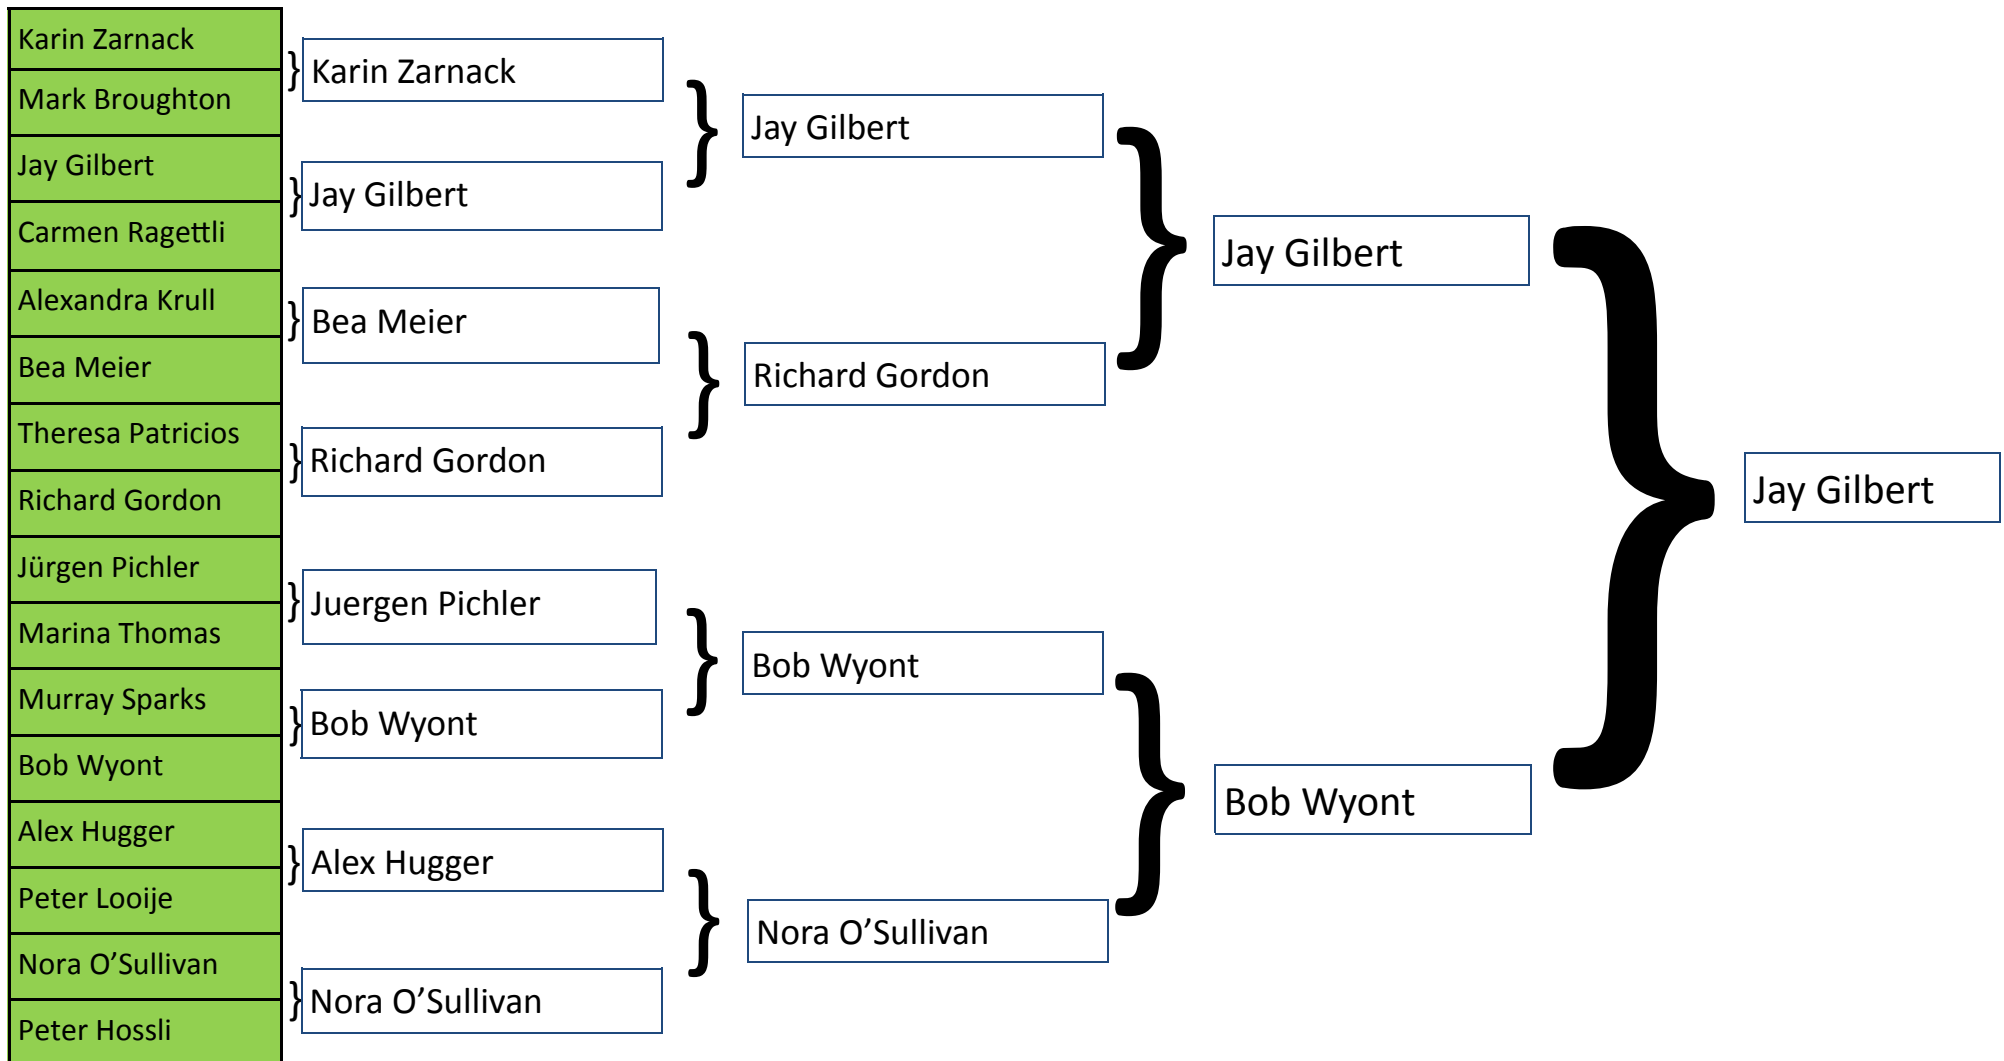 Karin Zarnack
Mark Broughton
Jay Gilbert
Carmen Ragettli
Alexandra Krull
Bea Meier
Theresa Patricios
Richard Gordon
Jürgen Pichler
Marina Thomas
Murray Sparks
Bob Wyont
Alex Hugger
Peter Looije
Nora O’Sullivan
Peter Hossli
Karin Zarnack
Jay Gilbert
Bea Meier
Richard Gordon
Juergen Pichler
Bob Wyont
Alex Hugger
Nora O’Sullivan
Jay Gilbert
Richard Gordon
Bob Wyont
Nora O’Sullivan
Jay Gilbert
Bob Wyont
Jay Gilbert